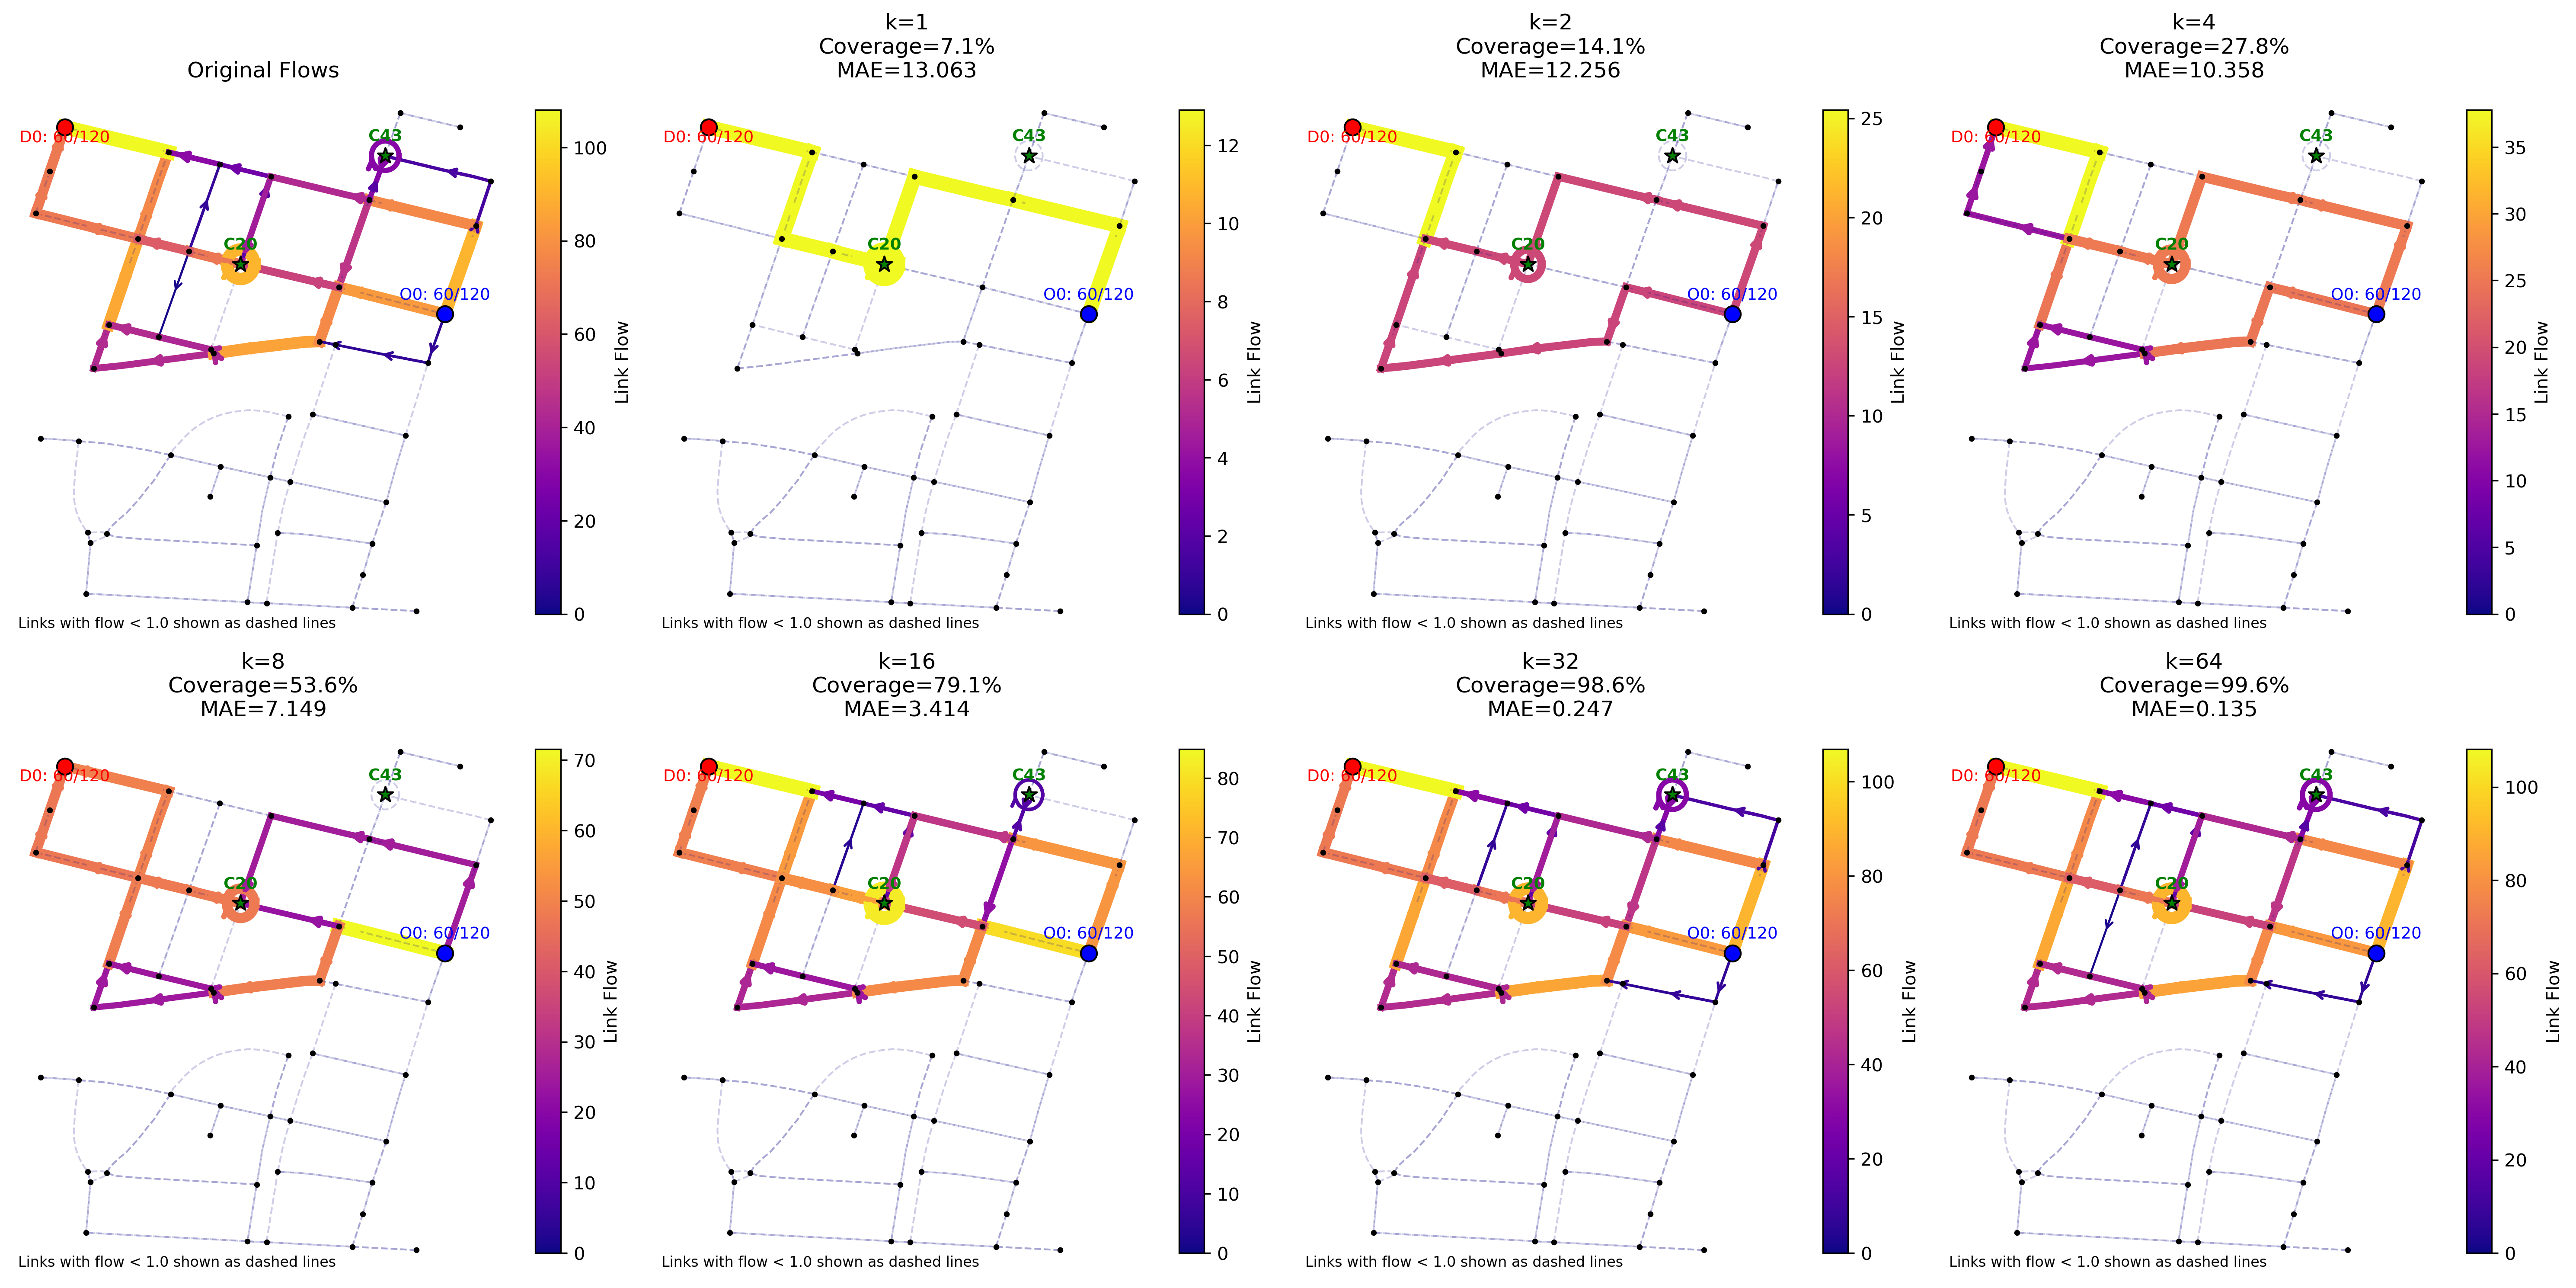 Original Flows
D0: 60/120
C43
C20
O0: 60/120
100
80
60
40
20
0
Link Flow
Links with flow < 1.0 shown as dashed lines
k=1
Coverage=7.1%
MAE=13.063
D0: 60/120
C43
C20
O0: 60/120
12
10
8
6
4
2
0
Link Flow
Links with flow < 1.0 shown as dashed lines
k=2
Coverage=14.1%
MAE=12.256
D0: 60/120
C43
C20
O0: 60/120
25
20
15
10
5
0
Link Flow
Links with flow < 1.0 shown as dashed lines
k=4
Coverage=27.8%
MAE=10.358
D0: 60/120
C43
C20
O0: 60/120
35
30
25
20
15
10
5
0
Link Flow
Links with flow < 1.0 shown as dashed lines
k=8
Coverage=53.6%
MAE=7.149
D0: 60/120
C43
C20
O0: 60/120
70
60
50
40
30
20
10
0
Link Flow
Links with flow < 1.0 shown as dashed lines
k=16
Coverage=79.1%
MAE=3.414
D0: 60/120
C43
C20
O0: 60/120
80
70
60
50
40
30
20
10
0
Link Flow
Links with flow < 1.0 shown as dashed lines
k=32
Coverage=98.6%
MAE=0.247
D0: 60/120
C43
C20
O0: 60/120
100
80
60
40
20
0
Link Flow
Links with flow < 1.0 shown as dashed lines
k=64
Coverage=99.6%
MAE=0.135
D0: 60/120
C43
C20
O0: 60/120
100
80
60
40
20
0
Link Flow
Links with flow < 1.0 shown as dashed lines